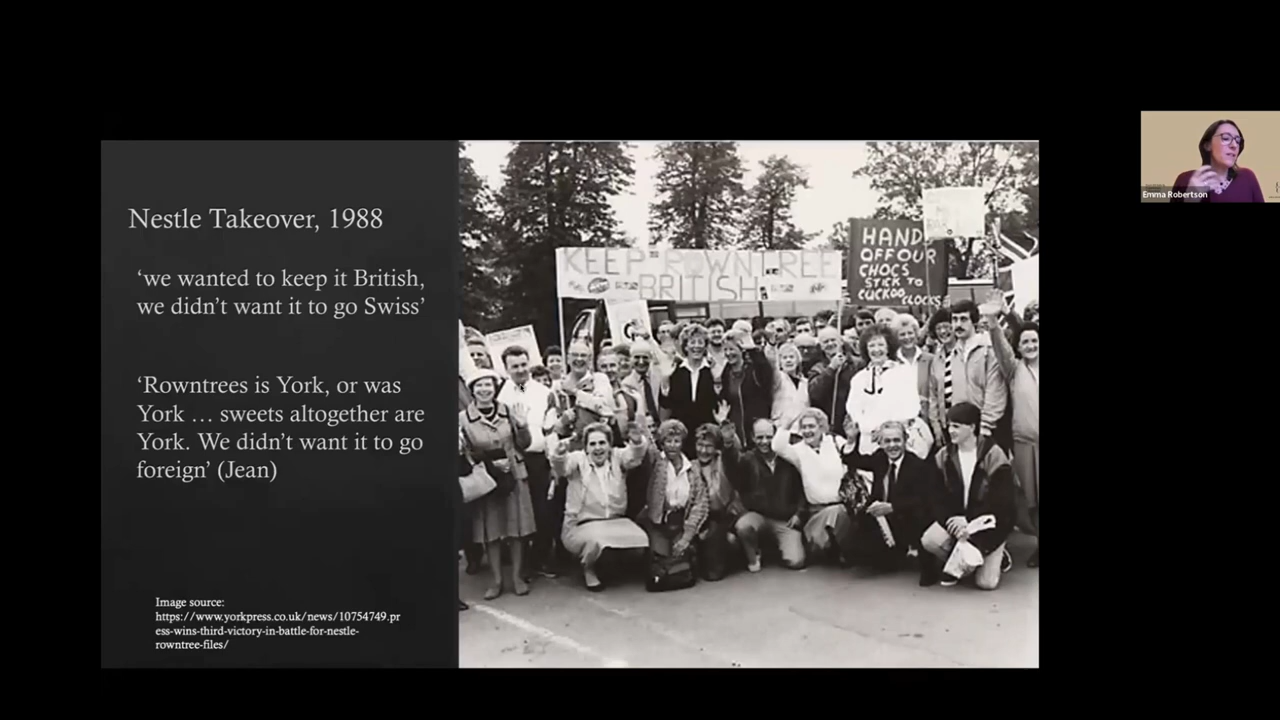 Nestle Takeover, 1988
‘we wanted to keep it British,
we didn’t want it to go Swiss’
‘Rowntrees is York, or was
York … sweets altogether are
York. We didn’t want it to go
foreign’ (Jean)
Image source:
https://www.yorkpress.co.uk/news/10754749.pr
ess-wins-third-victory-in-battle-for-nestle-
rowntree-files/
KEEP ROWNTREE
BRITISH
HANDS
OFF OUR
CHOCS
STICK TO
CUCKOO CLOCKS
Emma Robertson